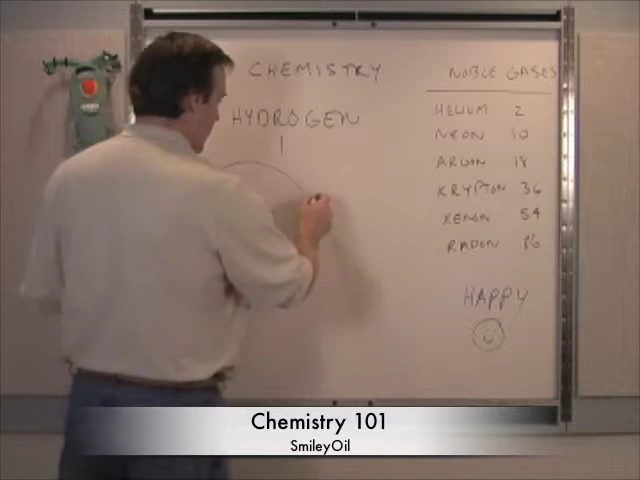 CHEMISTRY
HYDROGEN
1
NOBLE GASES
HELIUM 2
NEON 10
ARGON 18
KRYPTON 36
XENON 54
RADON 86
HAPPY
Chemistry 101
SmileyOil